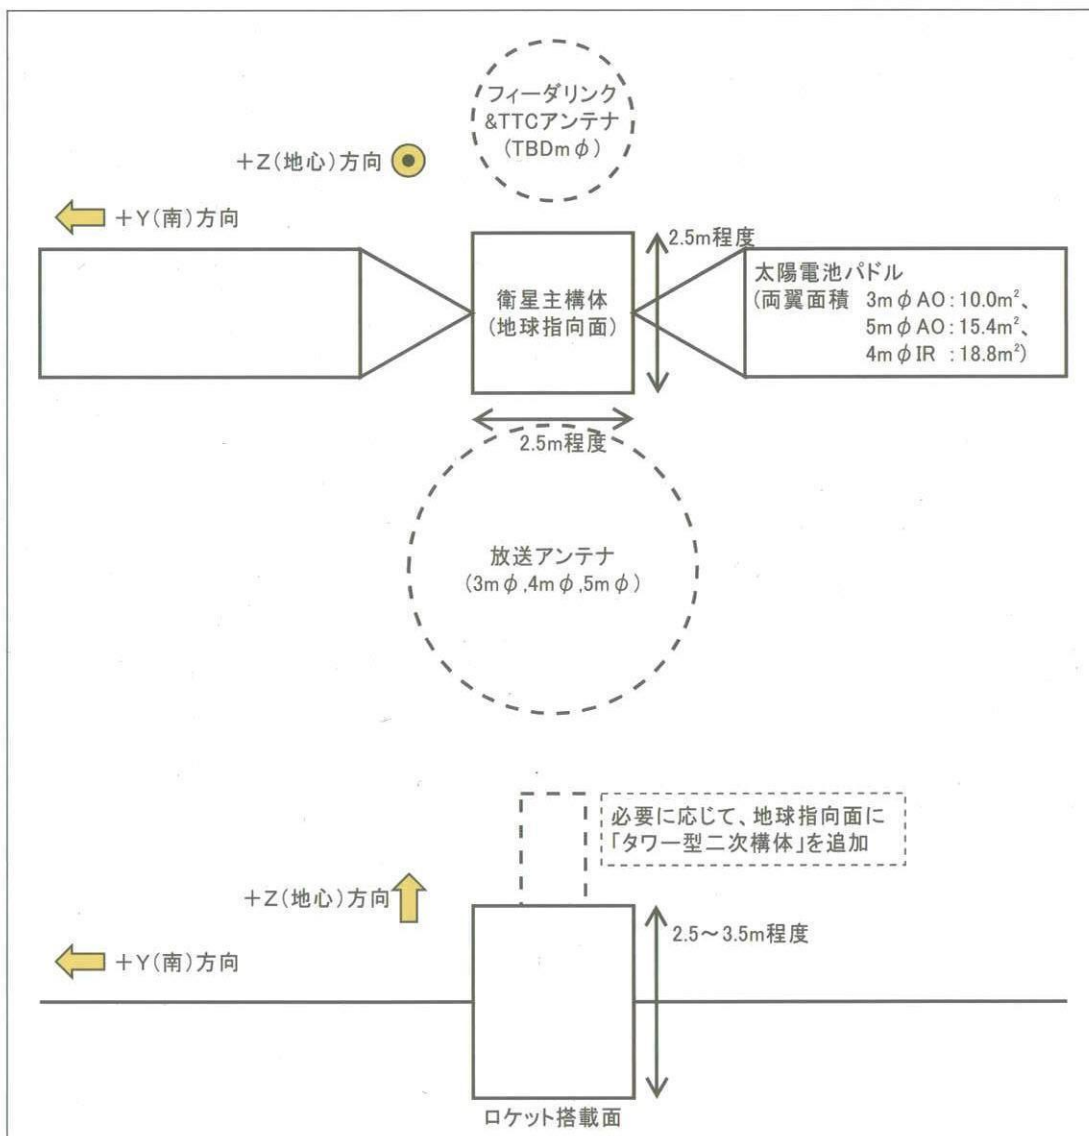 フィーダリンク
&TTCアンテナ
(TBDmφ)
+Z(地心)方向
+Y(南)方向
2.5m程度
衛星主構体
(地球指向面)
太陽電池パドル
(両翼面積 3mφAO:10.0m²、
5mφAO:15.4m²、
4mφIR :18.8m²)
2.5m程度
放送アンテナ
(3mφ,4mφ,5mφ)
必要に応じて、地球指向面に
「タワー型二次構体」を追加
+Z(地心)方向
2.5~3.5m程度
+Y(南)方向
ロケット搭載面